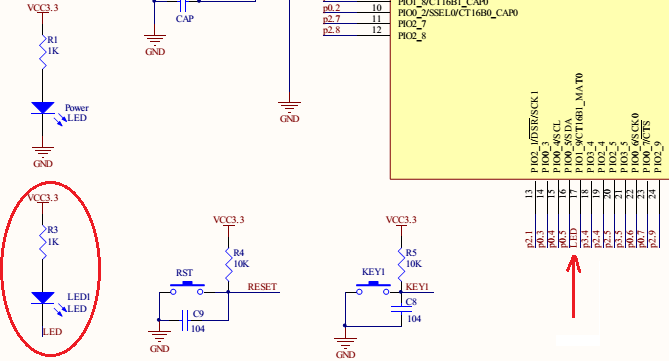 VCC3.3
R1
1K
Power
LED
GND
CAP
GND
GND
p0.2
p2.7
p2.8
10
11
12
PIO1_8/CT16B1_CAP0
PIO0_2/SSEL0/CT16B0_CAP0
PIO2_7
PIO2_8
PIO2_1/DSR/SCK1
PIO0_3
PIO0_4/SCL
PIO0_5/SDA
PIO1_9/CT16B1_MAT0
PIO3_4
PIO2_4
PIO2_5
PIO3_5
PIO0_6/SCK0
PIO0_7/CTS
PIO2_9
13
14
15
16
17
18
19
20
21
22
23
24
p2.1
p0.3
p0.4
p0.5
LED
p3.4
p2.4
p2.5
p3.5
p0.6
p0.7
p2.9
VCC3.3
R3
1K
LED1
LED
LED
VCC3.3
R4
10K
RST
RESET
C9
104
GND
VCC3.3
R5
10K
KEY1
KEY1
C8
104
GND